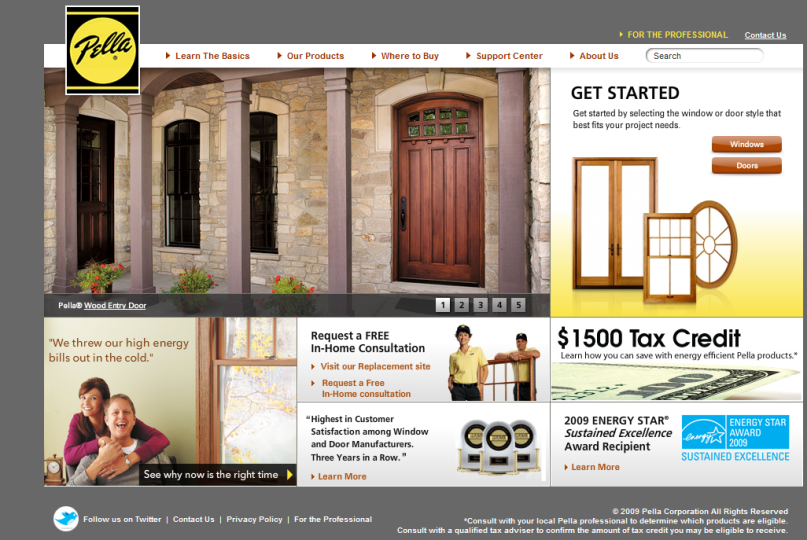 FOR THE PROFESSIONAL Contact Us
Pella®
Learn The Basics Our Products Where to Buy Support Center About Us Search
GET STARTED
Get started by selecting the window or door style that
best fits your project needs.
Windows
Doors
Pella® Wood Entry Door 1 2 3 4 5
"We threw our high energy
bills out in the cold."
See why now is the right time
Request a FREE
In-Home Consultation
Visit our Replacement site
Request a Free
In-Home consultation
$1500 Tax Credit
Learn how you can save with energy efficient Pella products.*
"Highest in Customer
Satisfaction among Window
and Door Manufacturers.
Three Years in a Row."
Learn More
2009 ENERGY STAR®
Sustained Excellence
Award Recipient
Learn More
energy
ENERGY STAR
AWARD
2009
SUSTAINED EXCELLENCE
Follow us on Twitter | Contact Us | Privacy Policy | For the Professional
© 2009 Pella Corporation All Rights Reserved
*Consult with your local Pella professional to determine which products are eligible.
Consult with a qualified tax adviser to confirm the amount of tax credit you may be eligible to receive.